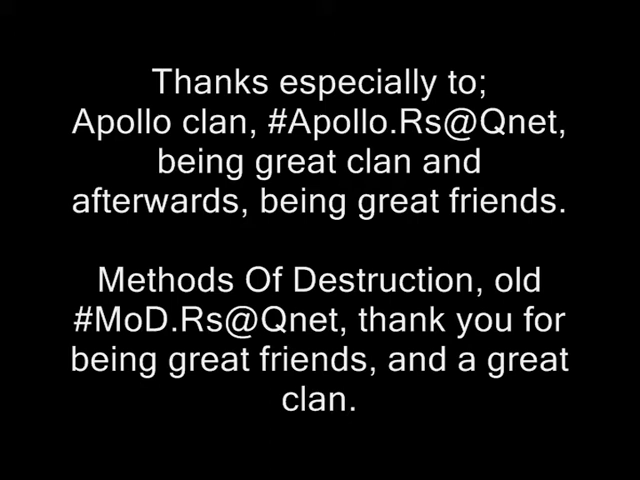 Thanks especially to;
Apollo clan, #Apollo.Rs@Qnet,
being great clan and
afterwards, being great friends.
Methods Of Destruction, old
#MoD.Rs@Qnet, thank you for
being great friends, and a great
clan.